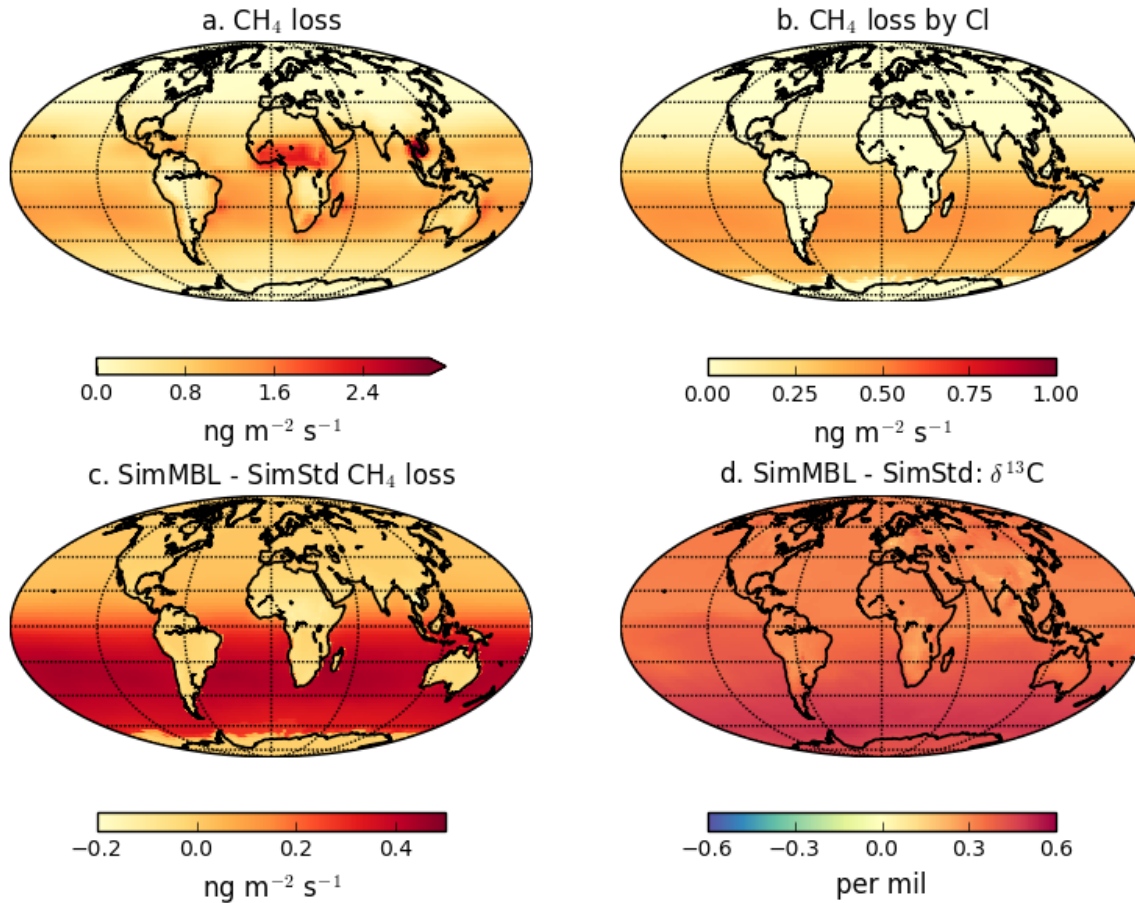 a. CH₄ loss
b. CH₄ loss by Cl
0.0 0.8 1.6 2.4
ng m⁻² s⁻¹
0.00 0.25 0.50 0.75 1.00
ng m⁻² s⁻¹
c. SimMBL - SimStd CH₄ loss
d. SimMBL - SimStd: δ¹³C
−0.2 0.0 0.2 0.4
ng m⁻² s⁻¹
−0.6 −0.3 0.0 0.3 0.6
per mil